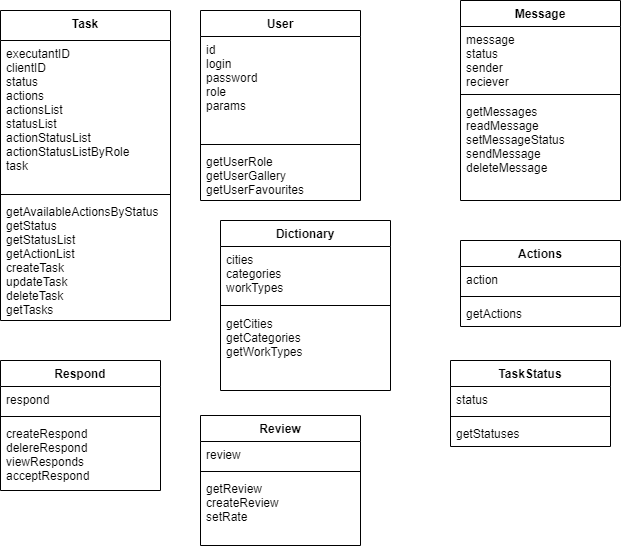 Task
executantID
clientID
status
actions
actionsList
statusList
actionStatusList
actionStatusListByRole
task
getAvailableActionsByStatus
getStatus
getStatusList
getActionList
createTask
updateTask
deleteTask
getTasks
User
id
login
password
role
params
getUserRole
getUserGallery
getUserFavourites
Message
message
status
sender
reciever
getMessages
readMessage
setMessageStatus
sendMessage
deleteMessage
Dictionary
cities
categories
workTypes
getCities
getCategories
getWorkTypes
Actions
action
getActions
Respond
respond
createRespond
delereRespond
viewResponds
acceptRespond
Review
review
getReview
createReview
setRate
TaskStatus
status
getStatuses